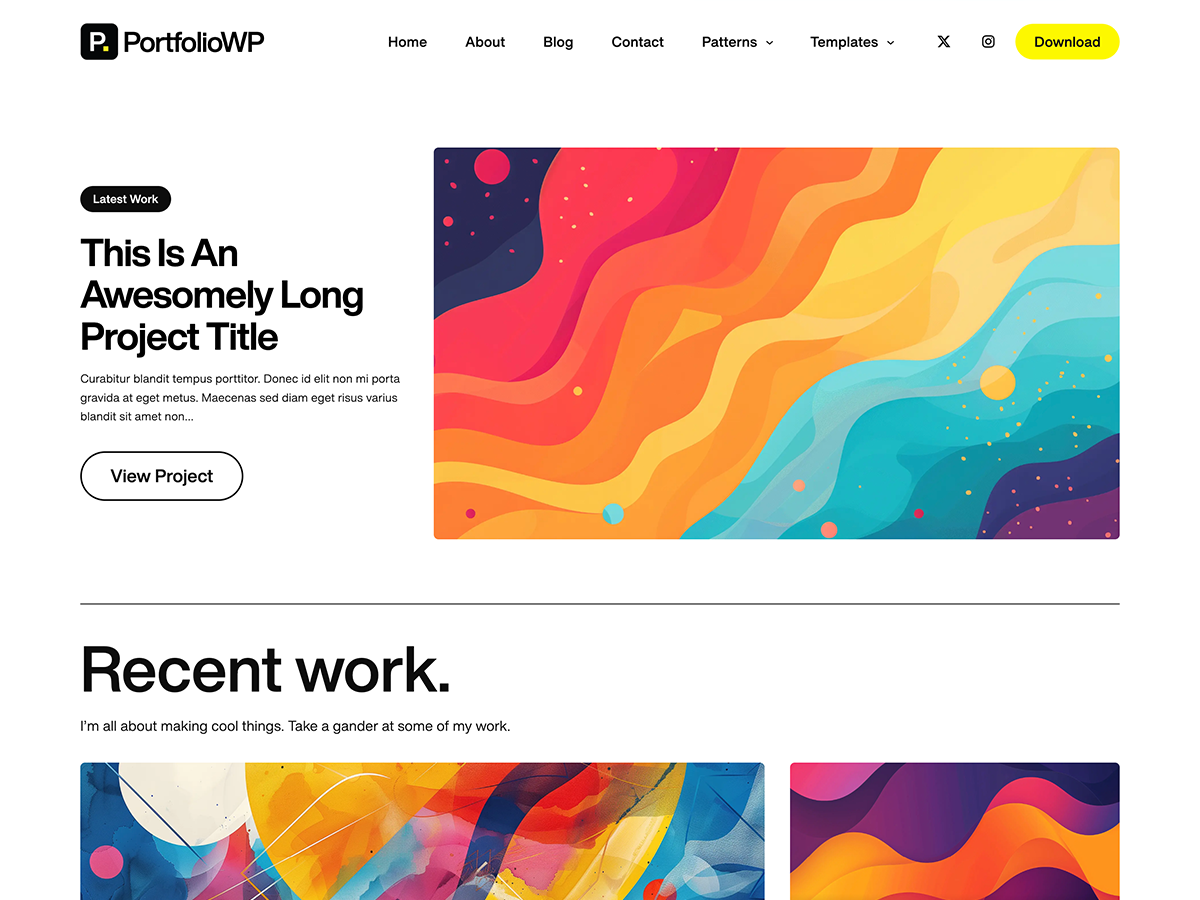 P. PortfolioWP
Home About Blog Contact Patterns Templates Download
Latest Work
This Is An
Awesomely Long
Project Title
Curabitur blandit tempus porttitor. Donec id elit non mi porta
gravida at eget metus. Maecenas sed diam eget risus varius
blandit sit amet non...
View Project
Recent work.
I’m all about making cool things. Take a gander at some of my work.